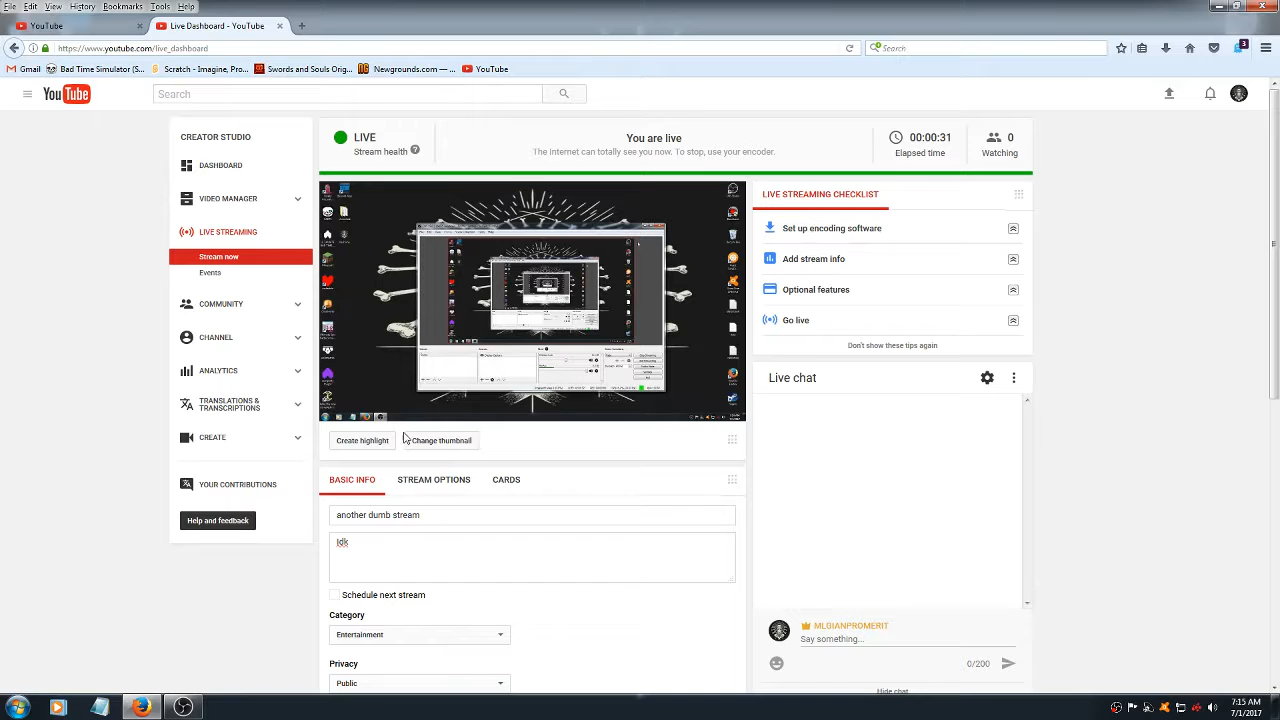 File Edit View History Bookmarks Tools Help
YouTube
Live Dashboard - YouTube
https://www.youtube.com/live_dashboard
Search
3
Gmail Bad Time Simulator (S... Scratch - Imagine, Pro... Swords and Souls Orig... Newgrounds.com —... YouTube
YouTube
Search
CREATOR STUDIO
DASHBOARD
VIDEO MANAGER
LIVE STREAMING
Stream now
Events
COMMUNITY
CHANNEL
ANALYTICS
TRANSLATIONS &
TRANSCRIPTIONS
CREATE
YOUR CONTRIBUTIONS
Help and feedback
LIVE
Stream health ?
You are live
The Internet can totally see you now. To stop, use your encoder.
00:00:31
Elapsed time
0
Watching
Create highlight
Change thumbnail
BASIC INFO STREAM OPTIONS CARDS
another dumb stream
Idk
Schedule next stream
Category
Entertainment
Privacy
Public
LIVE STREAMING CHECKLIST
Set up encoding software
Add stream info
Optional features
Go live
Don't show these tips again
Live chat
MLGIANPROMERIT
Say something...
0/200
Hide chat
7:15 AM
7/1/2017